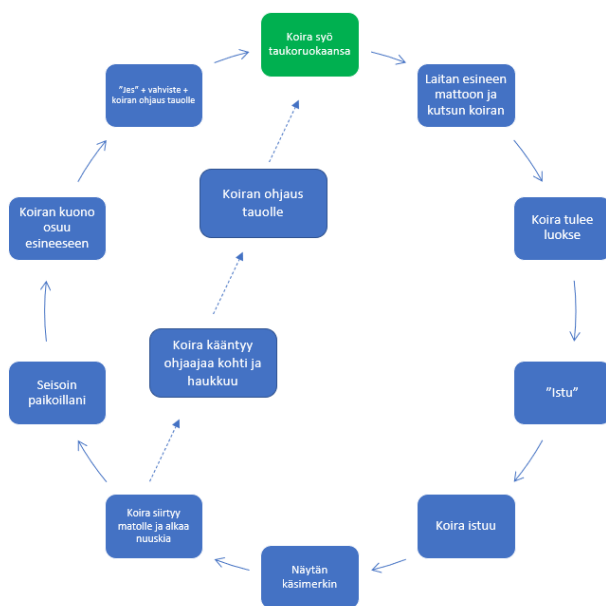 Koira syö
taukoruokaansa
Laitan esineen
mattoon ja
kutsun koiran
Koira tulee
luokse
”Istu”
Koira istuu
Näytän
käsimerkin
Koira siirtyy
matolle ja alkaa
nuuskia
Seisoin
paikoillani
Koiran kuono
osuu
esineeseen
”Jes” + vahviste +
koiran ohjaus tauolle
Koira kääntyy
ohjaajaa kohti ja
haukkuu
Koiran ohjaus
tauolle